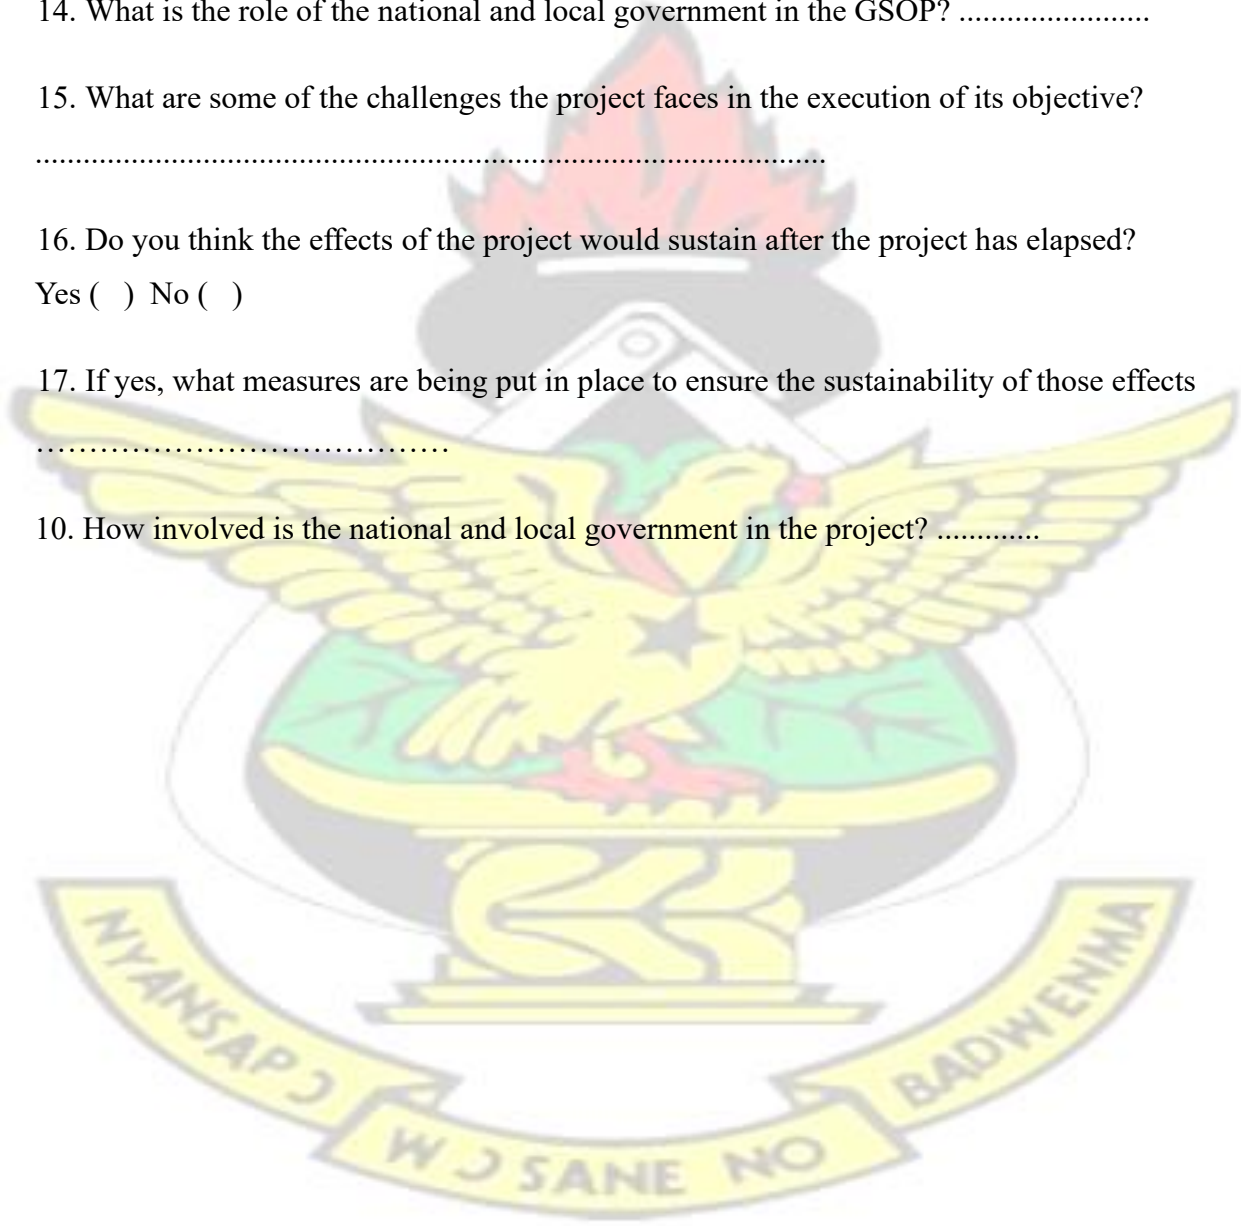 14. What is the role of the national and local government in the GSOP? ........................
15. What are some of the challenges the project faces in the execution of its objective?
...................................................................................................
16. Do you think the effects of the project would sustain after the project has elapsed?
Yes (   )  No (   )
17. If yes, what measures are being put in place to ensure the sustainability of those effects
…………………………………
10. How involved is the national and local government in the project? .............
NYANSAPƆ
WƆSANE NO
BADWENMA